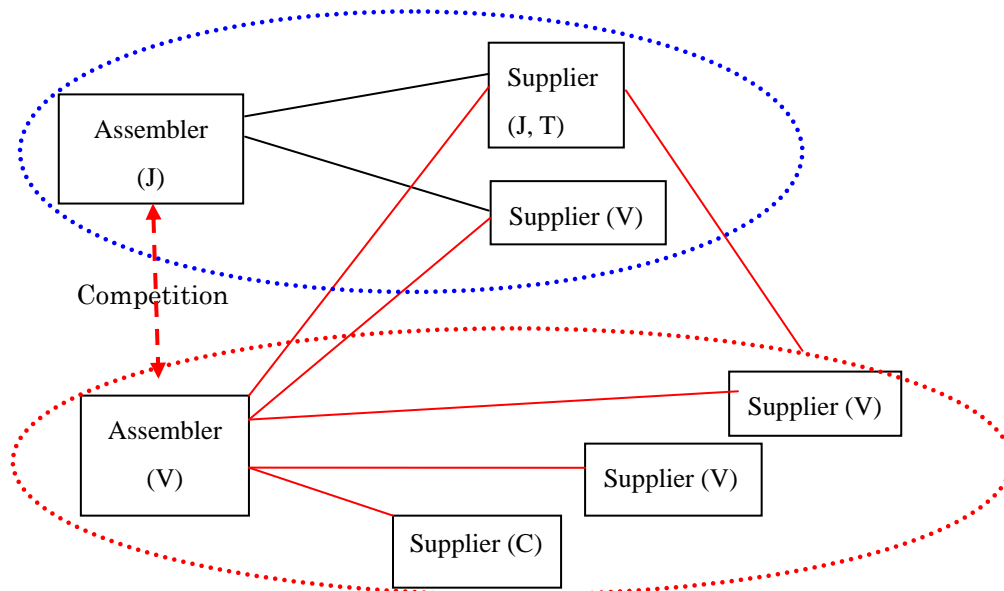 Supplier
(J, T)
Assembler
(J)
Supplier (V)
Competition
Supplier (V)
Assembler
(V)
Supplier (V)
Supplier (C)